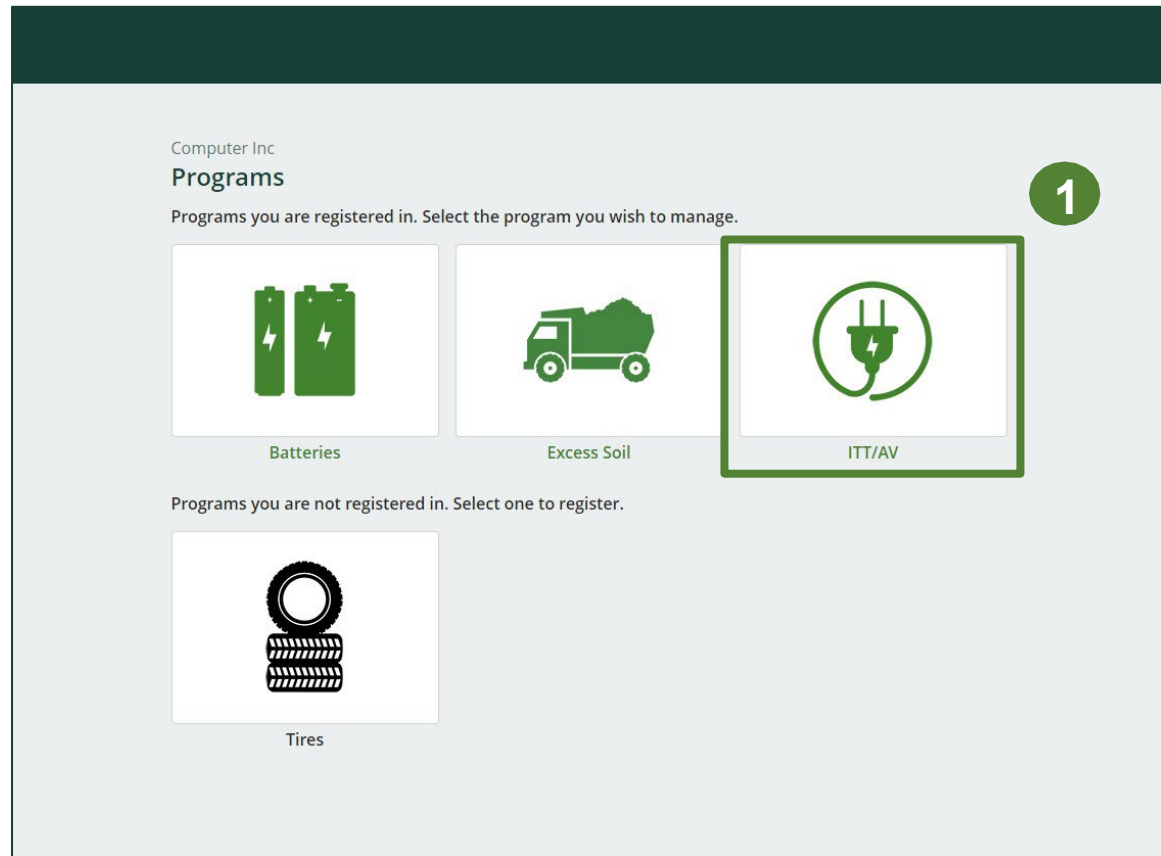 Computer Inc
Programs
1
Programs you are registered in. Select the program you wish to manage.
Batteries
Excess Soil
ITT/AV
Programs you are not registered in. Select one to register.
Tires